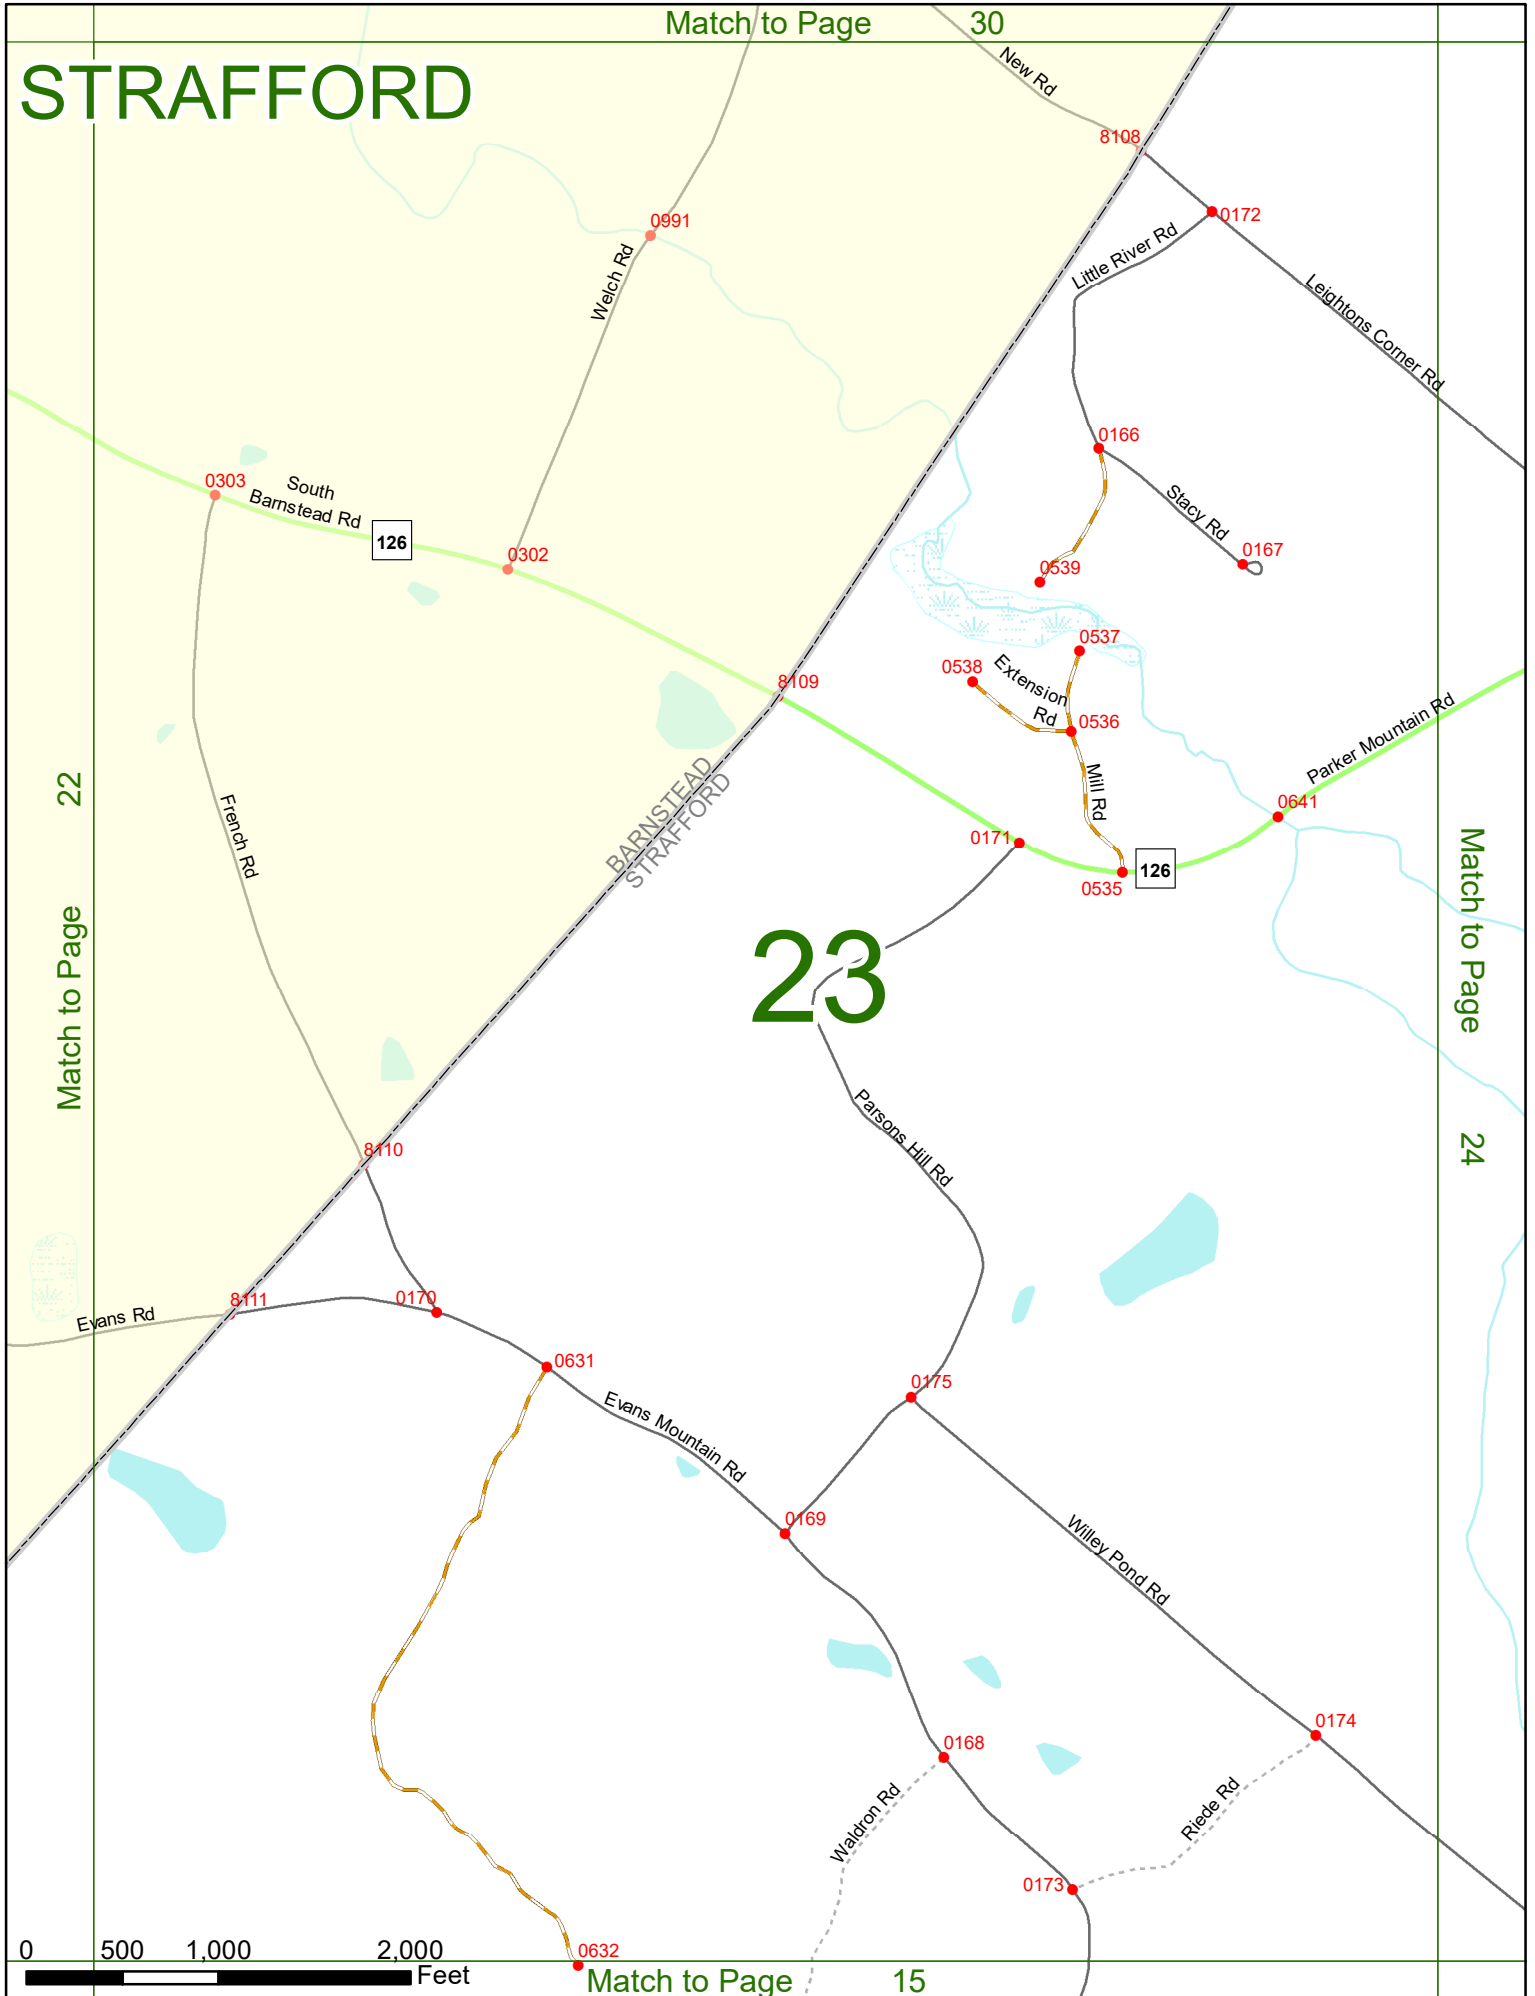 Match to Page 30
STRAFFORD
New Rd
8108
0172
0991
Little River Rd
Welch Rd
Leightons Corner Rd
0166
0303
South
Barnstead Rd
126
Stacy Rd
0302
0167
0539
0537
0538
Extension
Rd
8109
0536
Parker Mountain Rd
22
Mill Rd
French Rd
BARNSTEAD
STRAFFORD
0641
0171
126
0535
Match to Page
Match to Page
23
Parsons Hill Rd
24
8110
8111
0170
Evans Rd
0631
0175
Evans Mountain Rd
0169
Willey Pond Rd
0174
0168
Waldron Rd
Riede Rd
0173
0 500 1,000 2,000
Feet
0632
Match to Page 15